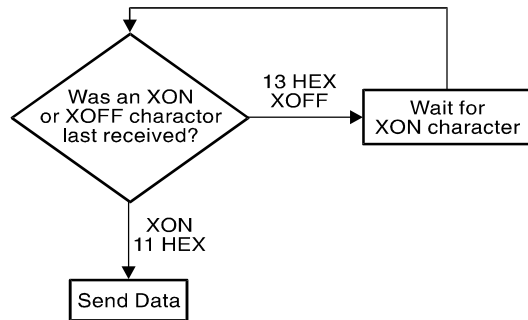 Was an XON
or XOFF charactor
last received?
13 HEX
XOFF
Wait for
XON character
XON
11 HEX
Send Data